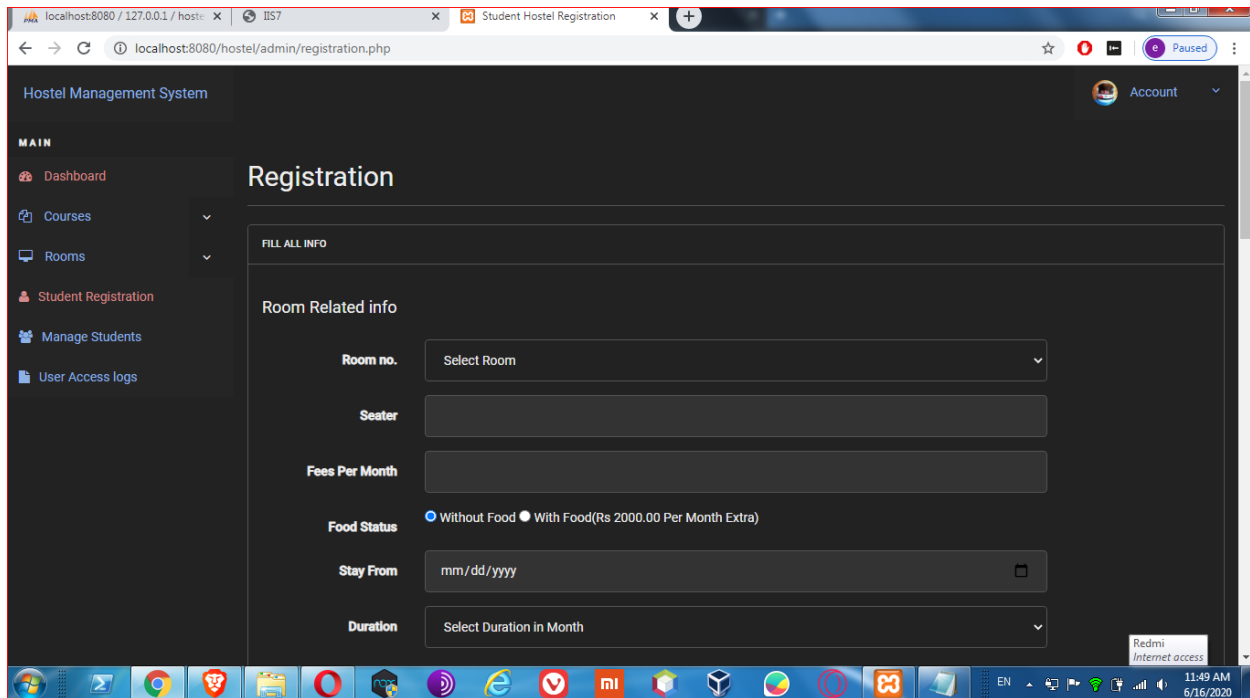 localhost:8080 / 127.0.0.1 / hoste
IIS7
Student Hostel Registration
localhost:8080/hostel/admin/registration.php
e Paused
Hostel Management System
Account
MAIN
Dashboard
Courses
Rooms
Student Registration
Manage Students
User Access logs
Registration
FILL ALL INFO
Room Related info
Room no. Select Room
Seater
Fees Per Month
Food Status Without Food With Food(Rs 2000.00 Per Month Extra)
Stay From mm/dd/yyyy
Duration Select Duration in Month
Redmi
Internet access
EN
11:49 AM
6/16/2020